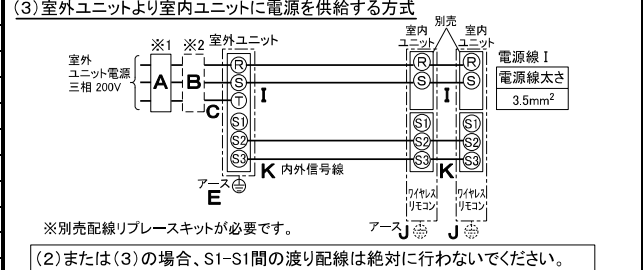 (3)室外ユニットより室内ユニットに電源を供給する方式
※1 ※2 室外ユニット
別売
室内ユニット
室内ユニット
室外
ユニット電源
三相 200V
A
B
C
R
S
T
S1
S2
S3
I
R
S
S1
S2
S3
I
R
S
S1
S2
S3
電源線 I
電源線太さ
3.5mm²
K 内外信号線
K
アース
E
ワイヤレス
リモコン
ワイヤレス
リモコン
アース J
J
※別売配線リプレースキットが必要です。
(2)または(3)の場合、S1-S1間の渡り配線は絶対に行わないでください。